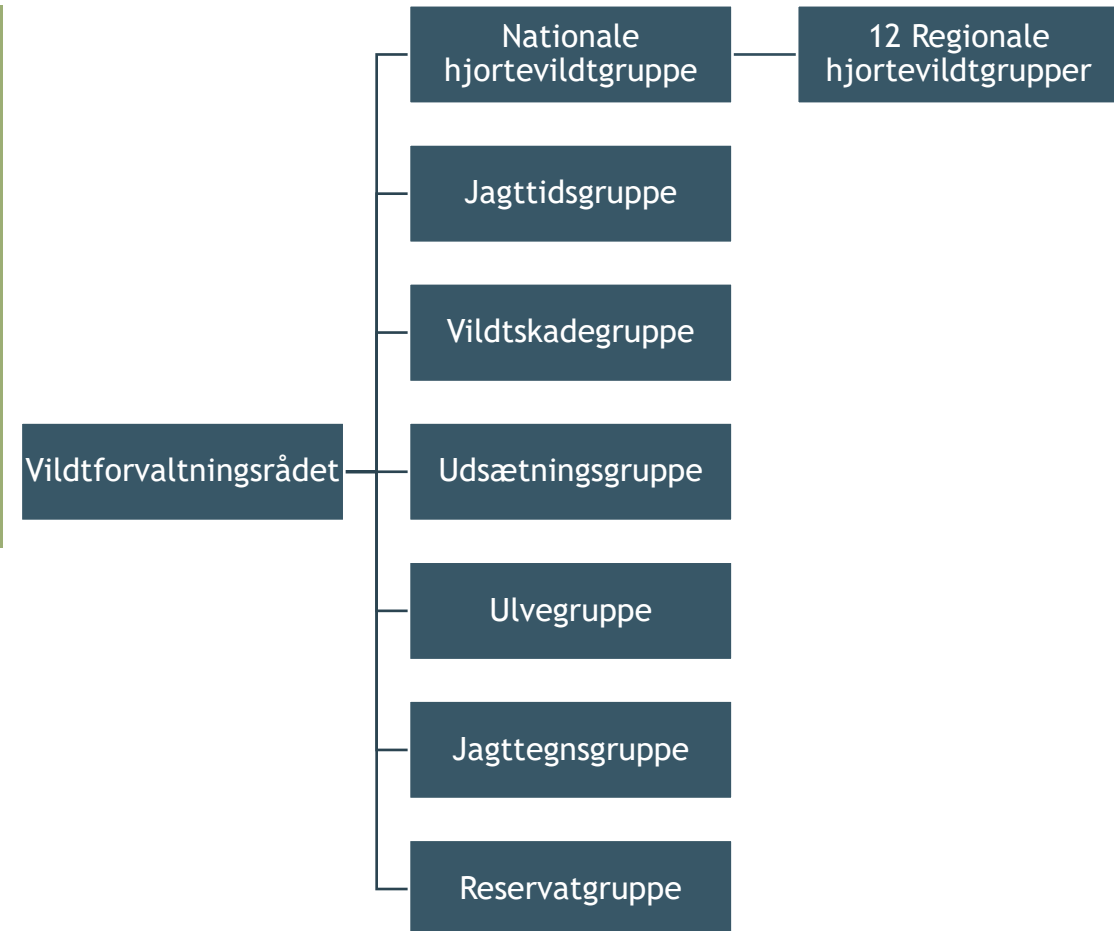 Nationale
hjortevildtgruppe
12 Regionale
hjortevildtgrupper
Jagttidsgruppe
Vildtskadegruppe
Vildtforvaltningsrådet
Udsætningsgruppe
Ulvegruppe
Jagttegnsgruppe
Reservatgruppe